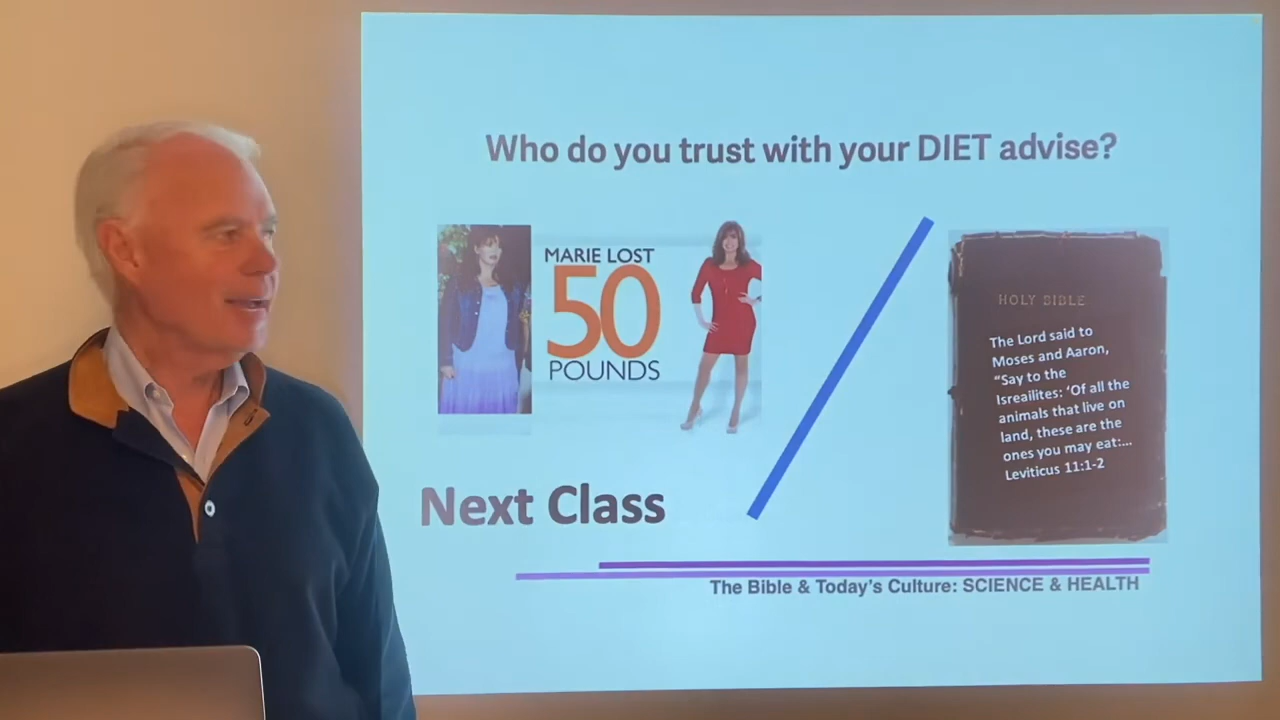 Who do you trust with your DIET advise?
MARIE LOST
50
POUNDS
HOLY BIBLE
The Lord said to
Moses and Aaron,
"Say to the
Isreailites: 'Of all the
animals that live on
land, these are the
ones you may eat:...
Leviticus 11:1-2
Next Class
The Bible & Today's Culture: SCIENCE & HEALTH